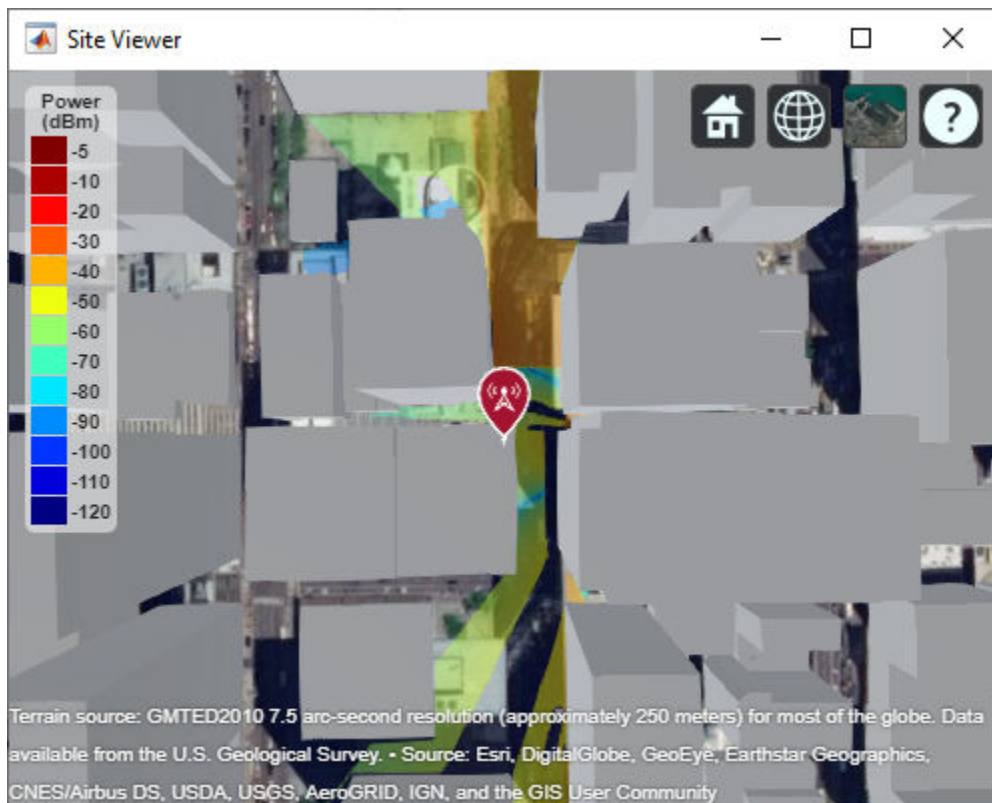 Site Viewer
Power
(dBm)
-5
-10
-20
-30
-40
-50
-60
-70
-80
-90
-100
-110
-120
?
Terrain source: GMTED2010 7.5 arc-second resolution (approximately 250 meters) for most of the globe. Data
available from the U.S. Geological Survey. • Source: Esri, DigitalGlobe, GeoEye, Earthstar Geographics,
CNES/Airbus DS, USDA, USGS, AeroGRID, IGN, and the GIS User Community